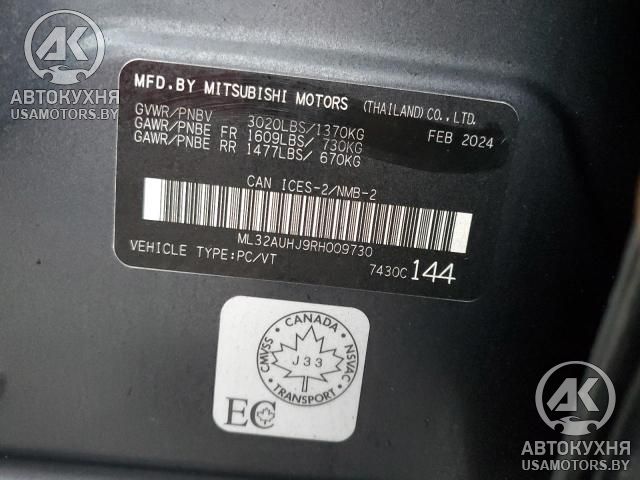 АВТОКУХНЯ
USAMOTORS.BY
MFD.BY MITSUBISHI MOTORS (THAILAND)CO.,LTD.
GVWR/PNBV 3020LBS/1370KG FEB 2024
GAWR/PNBE FR 1609LBS/ 730KG
GAWR/PNBE RR 1477LBS/ 670KG
CAN ICES-2/NMB-2
ML32AUHJ9RH009730
VEHICLE TYPE:PC/VT 7430C 144
CANADA
CMVSS NSVAC
J33
TRANSPORT
EC
АК
АВТОКУХНЯ
USAMOTORS.BY